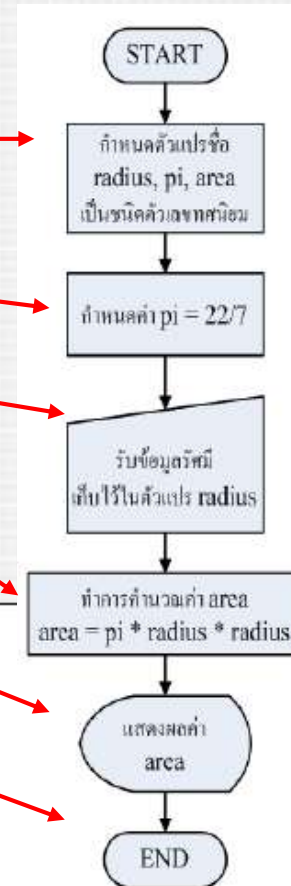 START
กำหนดตัวแปรชื่อ
radius, pi, area
เป็นชนิดตัวเลขทศนิยม
กำหนดค่า pi = 22/7
รับข้อมูลรัศมี
เก็บไว้ในตัวแปร radius
ทำการคำนวณค่า area
area = pi * radius * radius
แสดงผลค่า
area
END